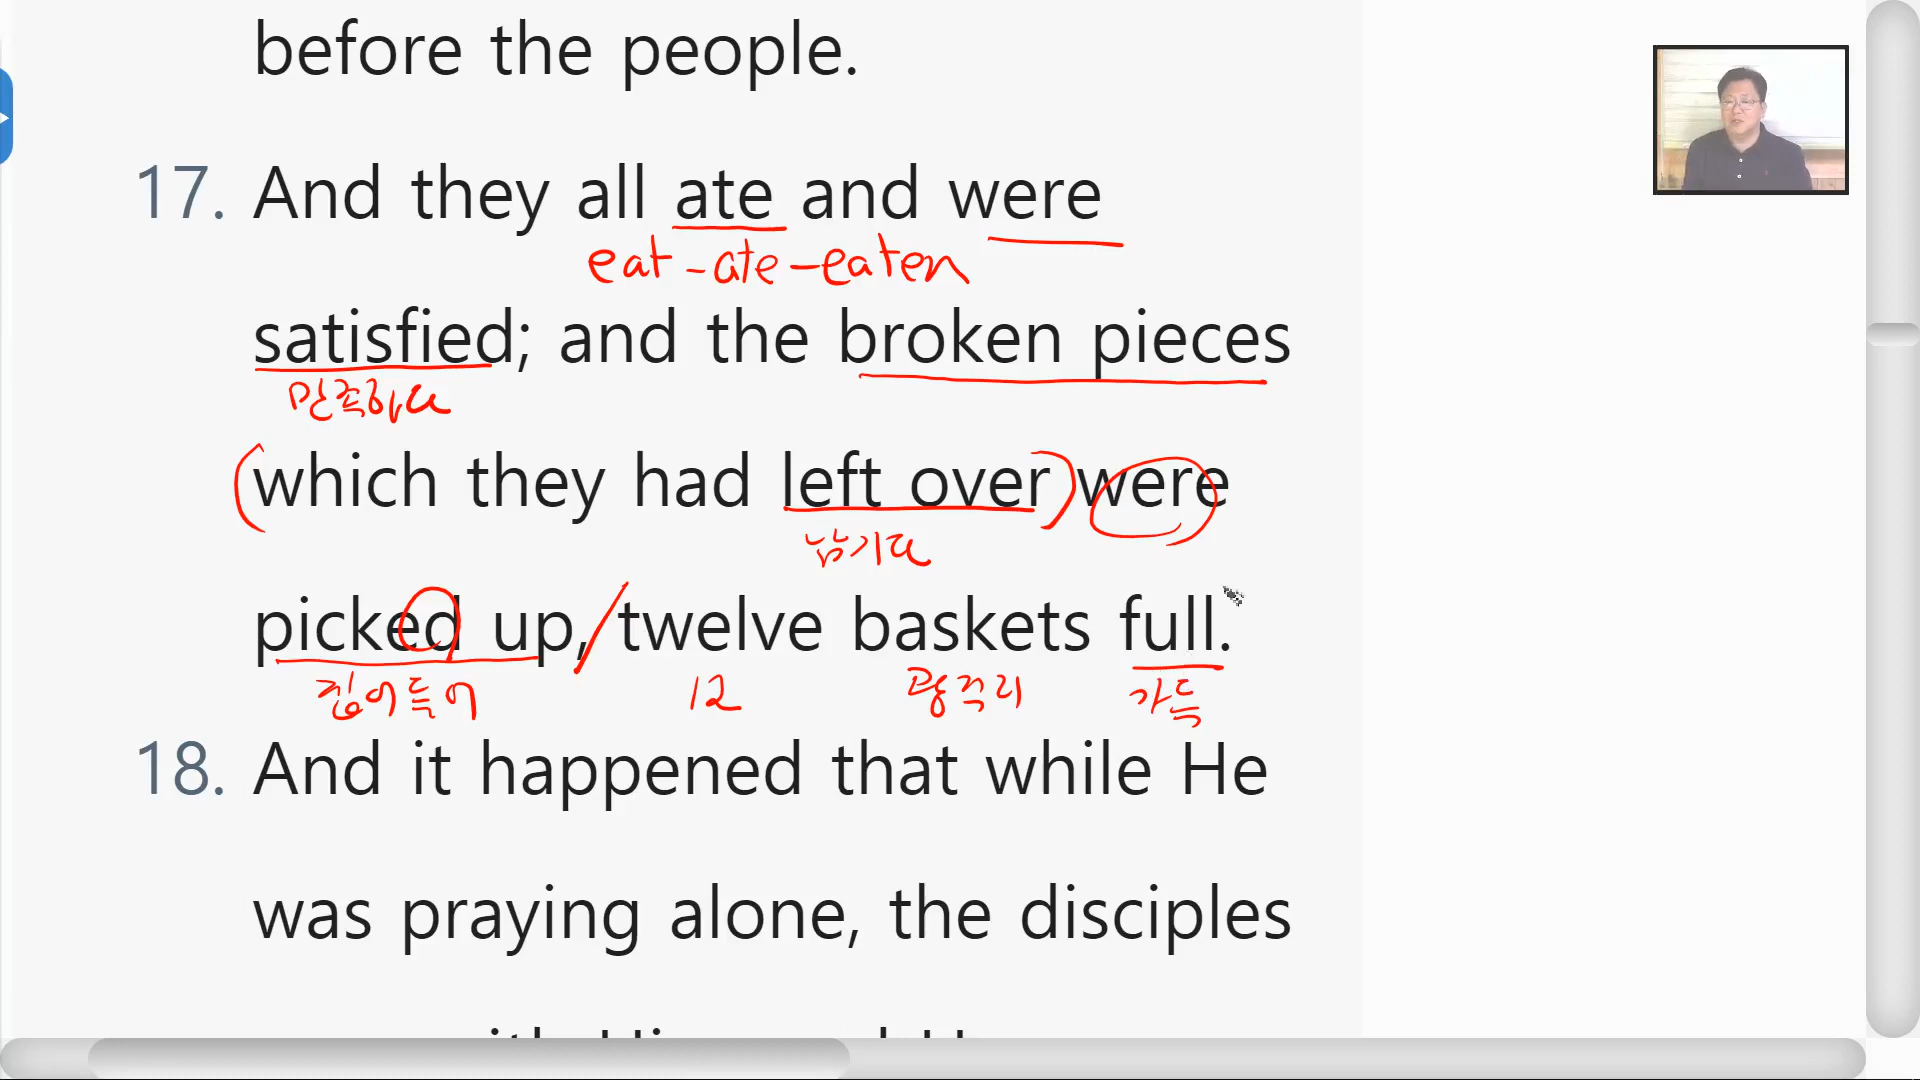 before the people.
17. And they all ate and were
eat - ate - eaten
satisfied; and the broken pieces
만족하다
(which they had left over) were
남기다
picked up, / twelve baskets full.
집어들어 12 광주리 가득
18. And it happened that while He
was praying alone, the disciples